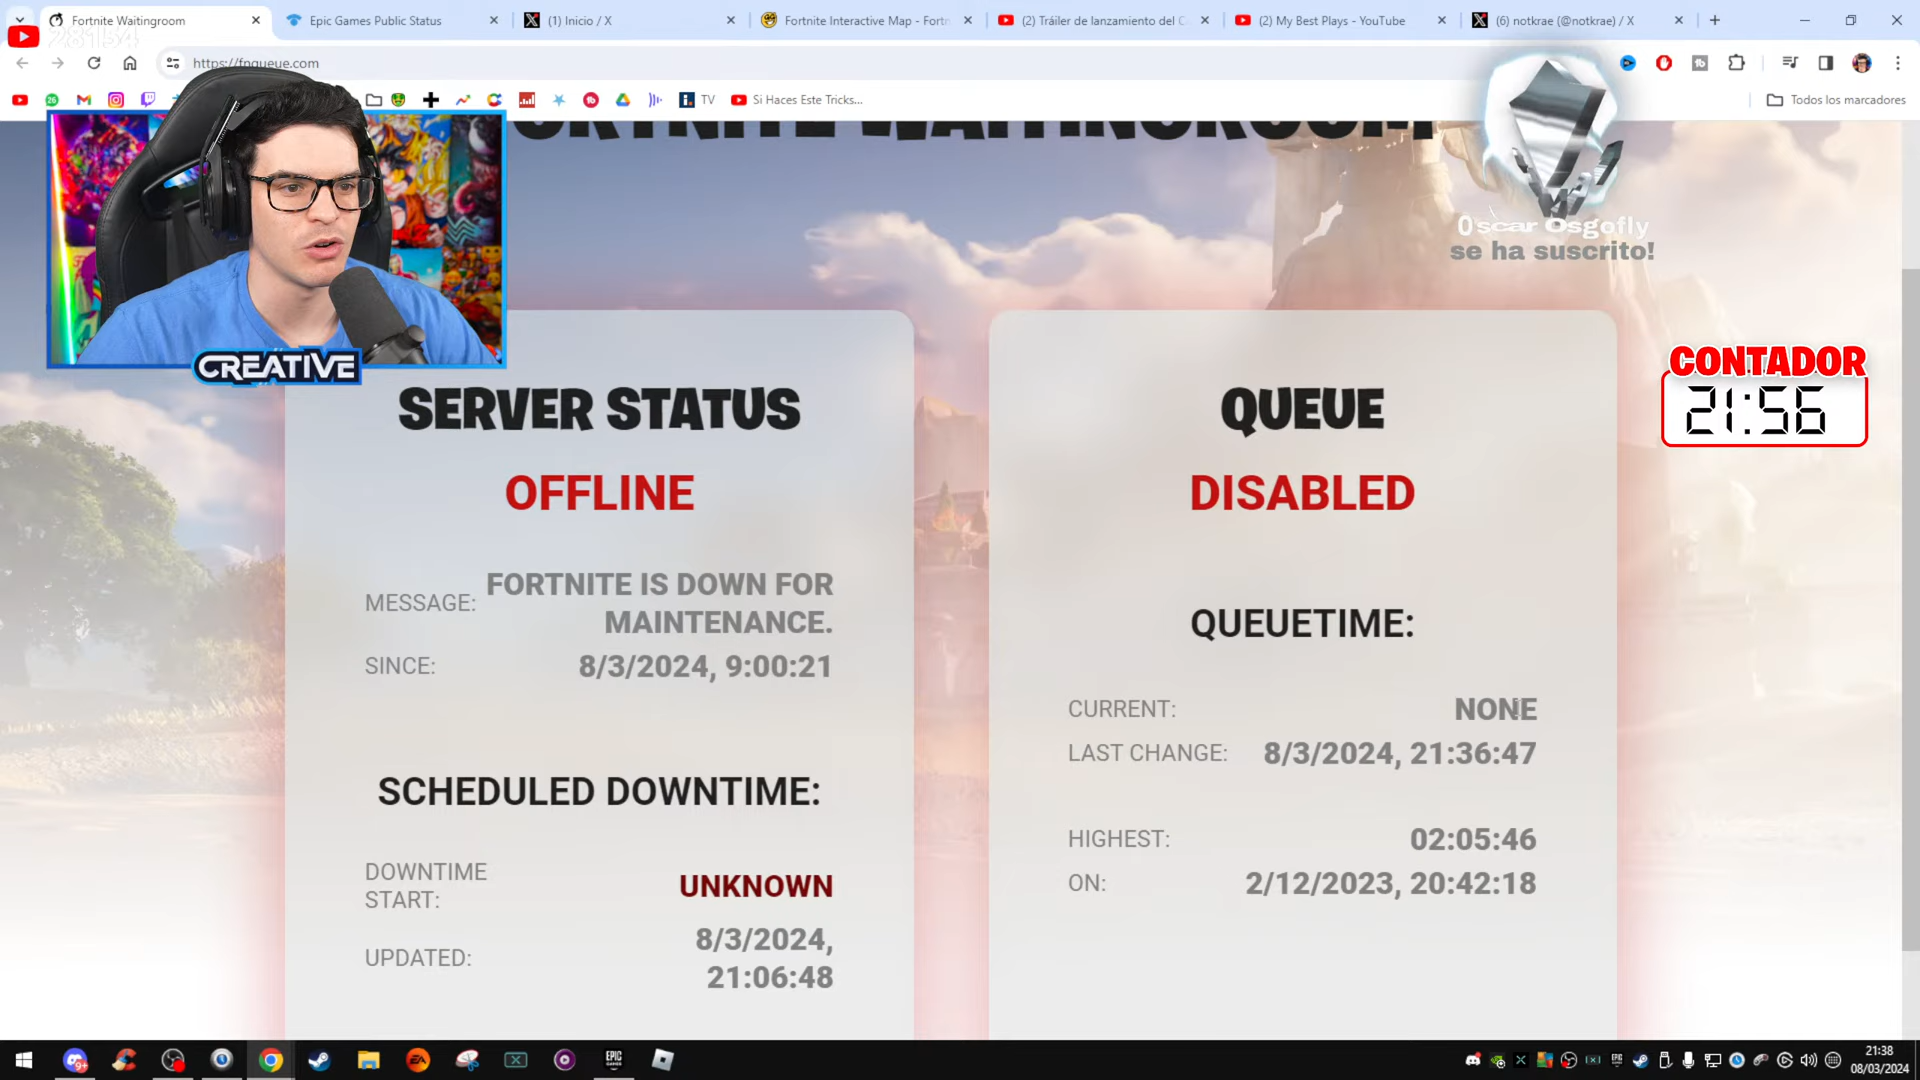 Fortnite Waitingroom
Epic Games Public Status
(1) Inicio / X
Fortnite Interactive Map - Fortn
(2) Tráiler de lanzamiento del C
(2) My Best Plays - YouTube
(6) notkrae (@notkrae) / X
28154
https://fnqueue.com
TV
Si Haces Este Tricks...
Todos los marcadores
FORTNITE WAITINGROOM
Oscar Osgofly
se ha suscrito!
CREATIVE
CONTADOR
21:56
SERVER STATUS
OFFLINE
MESSAGE:
FORTNITE IS DOWN FOR
MAINTENANCE.
SINCE:
8/3/2024, 9:00:21
SCHEDULED DOWNTIME:
DOWNTIME
START:
UNKNOWN
UPDATED:
8/3/2024,
21:06:48
QUEUE
DISABLED
QUEUETIME:
CURRENT:
NONE
LAST CHANGE:
8/3/2024, 21:36:47
HIGHEST:
02:05:46
ON:
2/12/2023, 20:42:18
EPIC
GAMES
21:38
08/03/2024